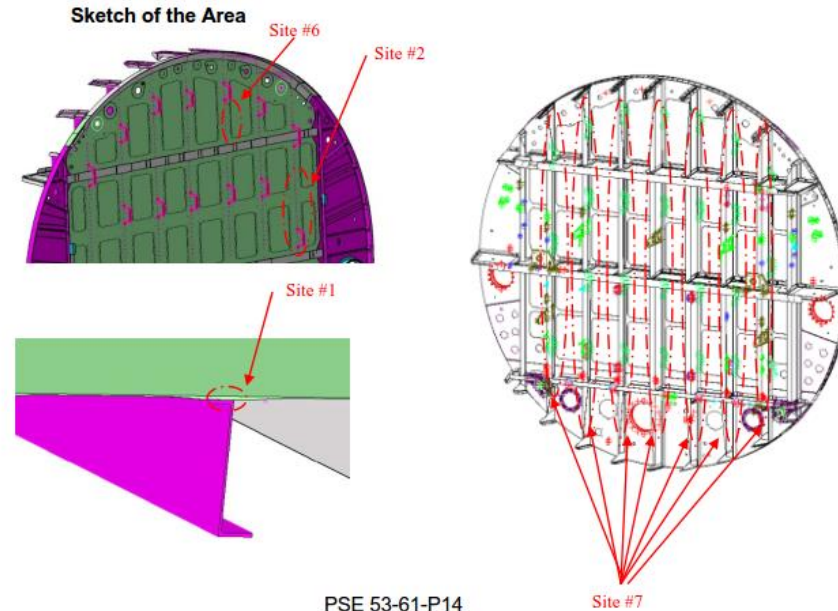 Sketch of the Area
Site #6
Site #2
Site #1
Site #7
PSE 53-61-P14